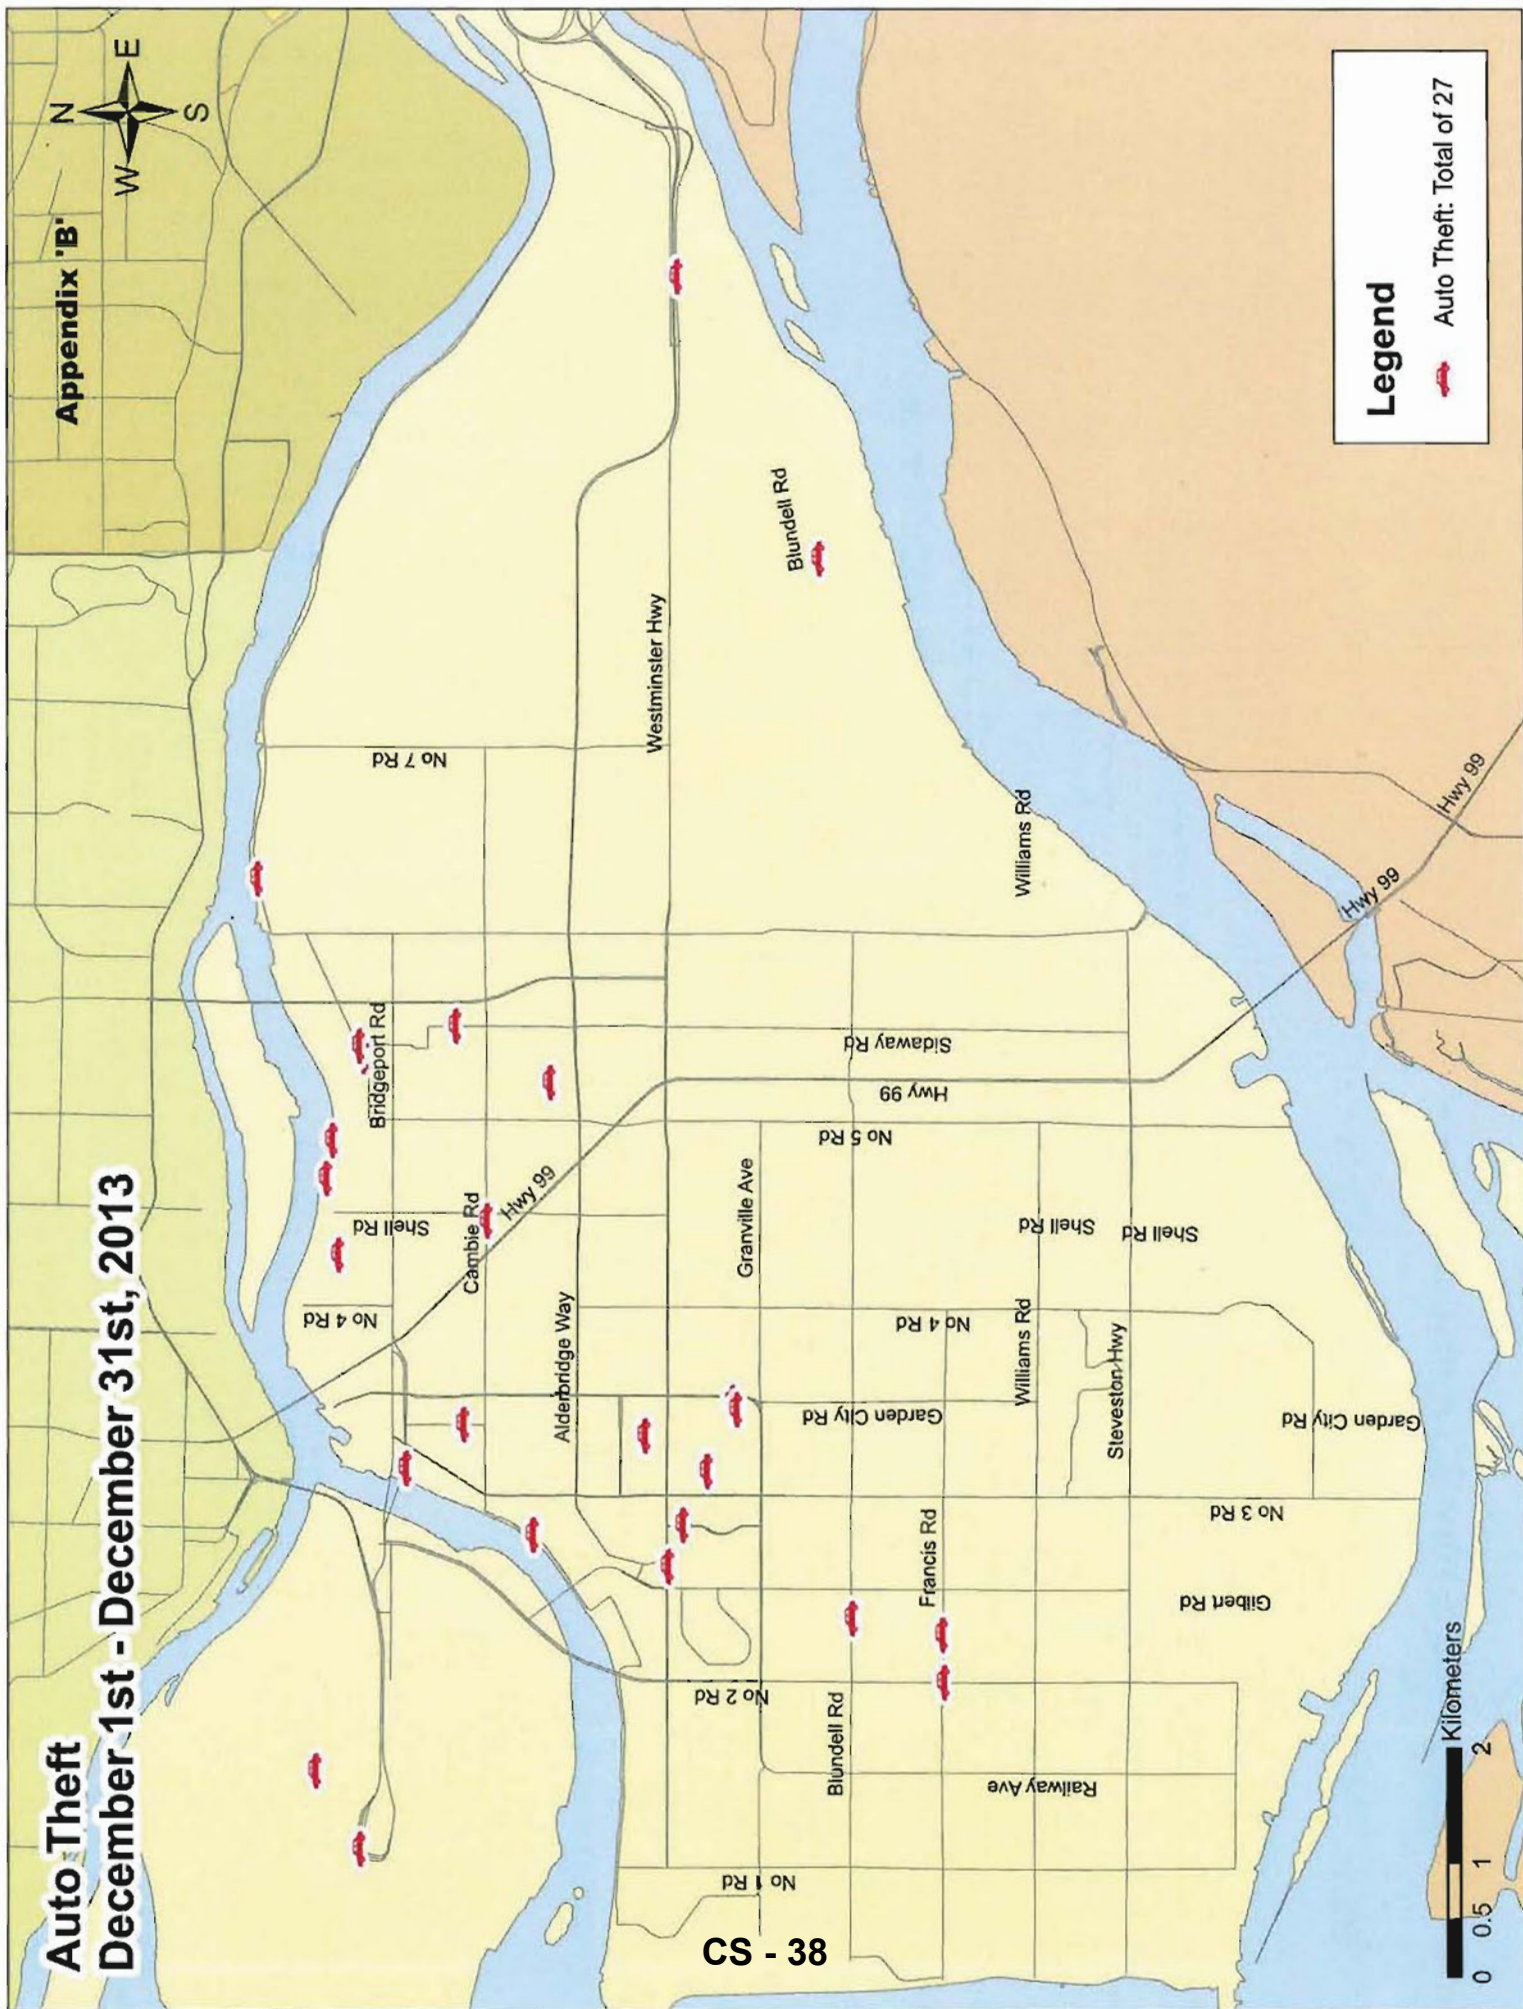 Auto Theft
December 1st - December 31st, 2013
Appendix 'B'
N
W
E
S
No 7 Rd
Westminster Hwy
Blundell Rd
Bridgeport Rd
Shell Rd
Cambie Rd
Hwy 99
No 4 Rd
Alderbridge Way
Granville Ave
No 5 Rd
Hwy 99
Sidaway Rd
Williams Rd
Hwy 99
Hwy 99
Shell Rd
Shell Rd
No 4 Rd
Williams Rd
Steveston Hwy
Garden City Rd
Garden City Rd
No 3 Rd
Francis Rd
Gilbert Rd
No 2 Rd
Blundell Rd
Railway Ave
No 1 Rd
Legend
Auto Theft: Total of 27
0 0.5 1 2
Kilometers
CS - 38